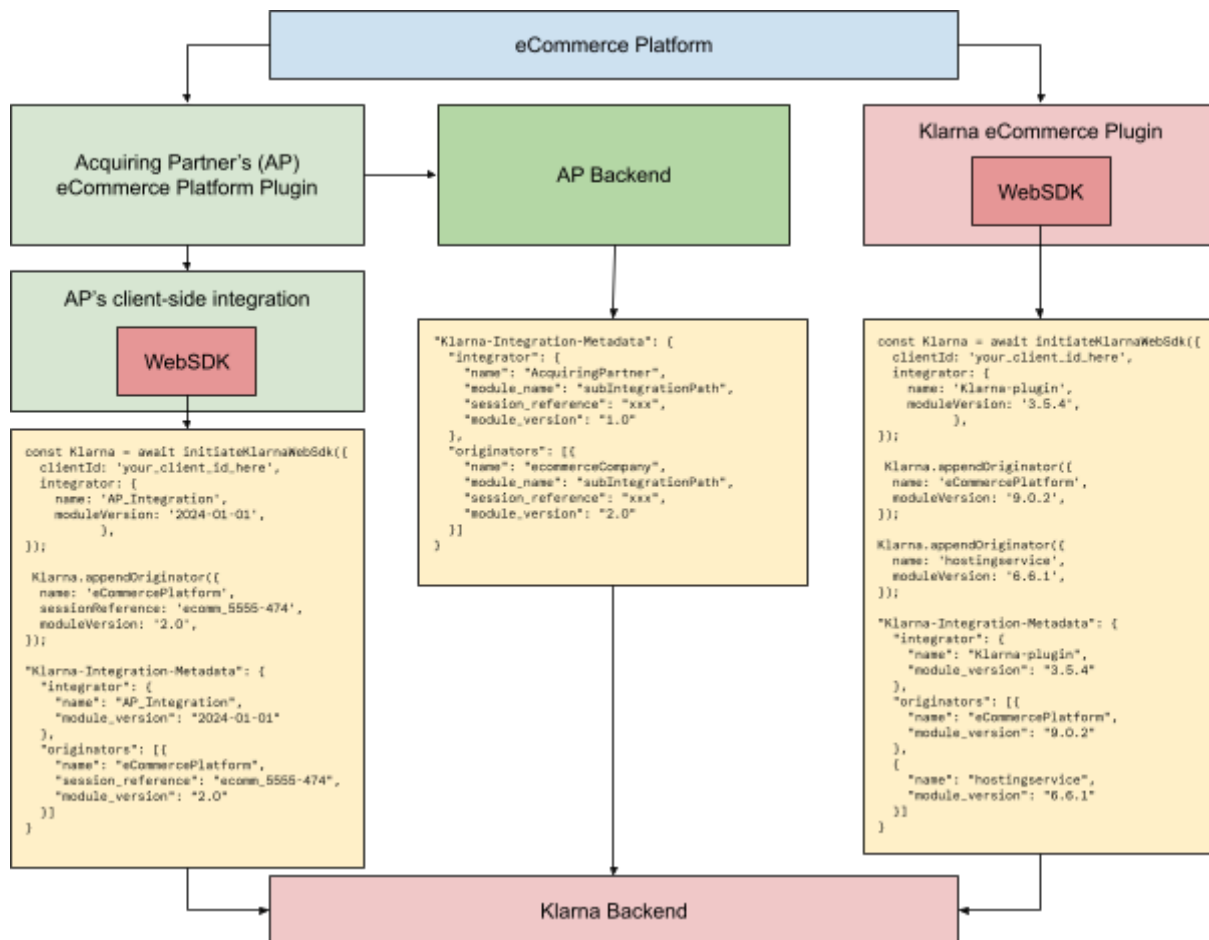 eCommerce Platform
Acquiring Partner's (AP)
eCommerce Platform Plugin
AP Backend
Klarna eCommerce Plugin
WebSDK
AP's client-side integration
WebSDK
const Klarna = await initiateKlarnaWebSdk({
clientId: 'your_client_id_here',
integrator: {
name: 'AP_Integration',
moduleVersion: '2024-01-01',
},
});
Klarna.appendOriginator({
name: 'eCommercePlatform',
sessionReference: 'ecomm_5555-474',
moduleVersion: '2.0',
});
"Klarna-Integration-Metadata": {
"integrator": {
"name": "AP_Integration",
"module_version": "2024-01-01"
},
"originators": [{
"name": "eCommercePlatform",
"session_reference": "ecomm_5555-474",
"module_version": "2.0"
}]
}
"Klarna-Integration-Metadata": {
"integrator": {
"name": "AcquiringPartner",
"module_name": "subIntegrationPath",
"session_reference": "xxx",
"module_version": "1.0"
},
"originators": [{
"name": "ecommerceCompany",
"module_name": "subIntegrationPath",
"session_reference": "xxx",
"module_version": "2.0"
}]
}
const Klarna = await initiateKlarnaWebSdk({
clientId: 'your_client_id_here',
integrator: {
name: 'Klarna-plugin',
moduleVersion: '3.5.4',
},
});
Klarna.appendOriginator({
name: 'eCommercePlatform',
moduleVersion: '9.0.2',
});
Klarna.appendOriginator({
name: 'hostingservice',
moduleVersion: '6.6.1',
});
"Klarna-Integration-Metadata": {
"integrator": {
"name": "Klarna-plugin",
"module_version": "3.5.4"
},
"originators": [{
"name": "eCommercePlatform",
"module_version": "9.0.2"
},
{
"name": "hostingservice",
"module_version": "6.6.1"
}]
}
Klarna Backend